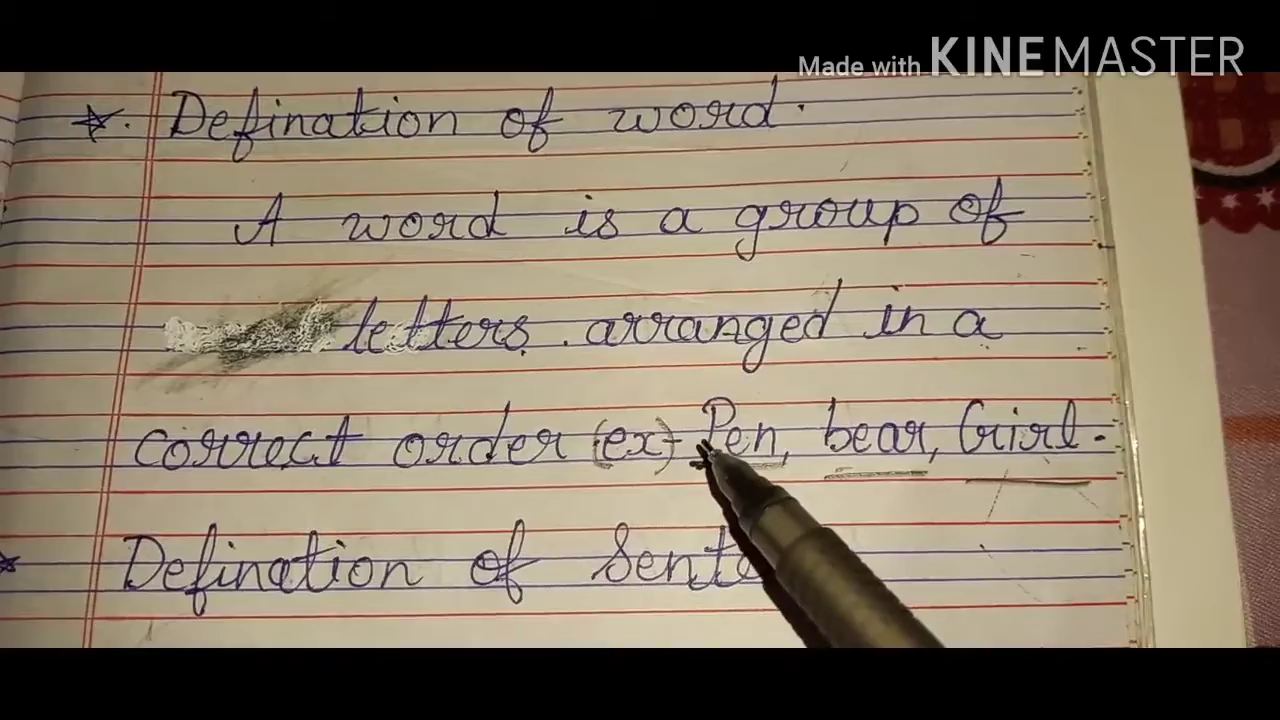 Made with KINEMASTER
Defination of word.
A word is a group of
letters. arranged in a
correct order (ex)- Pen, bear, Girl.
Defination of